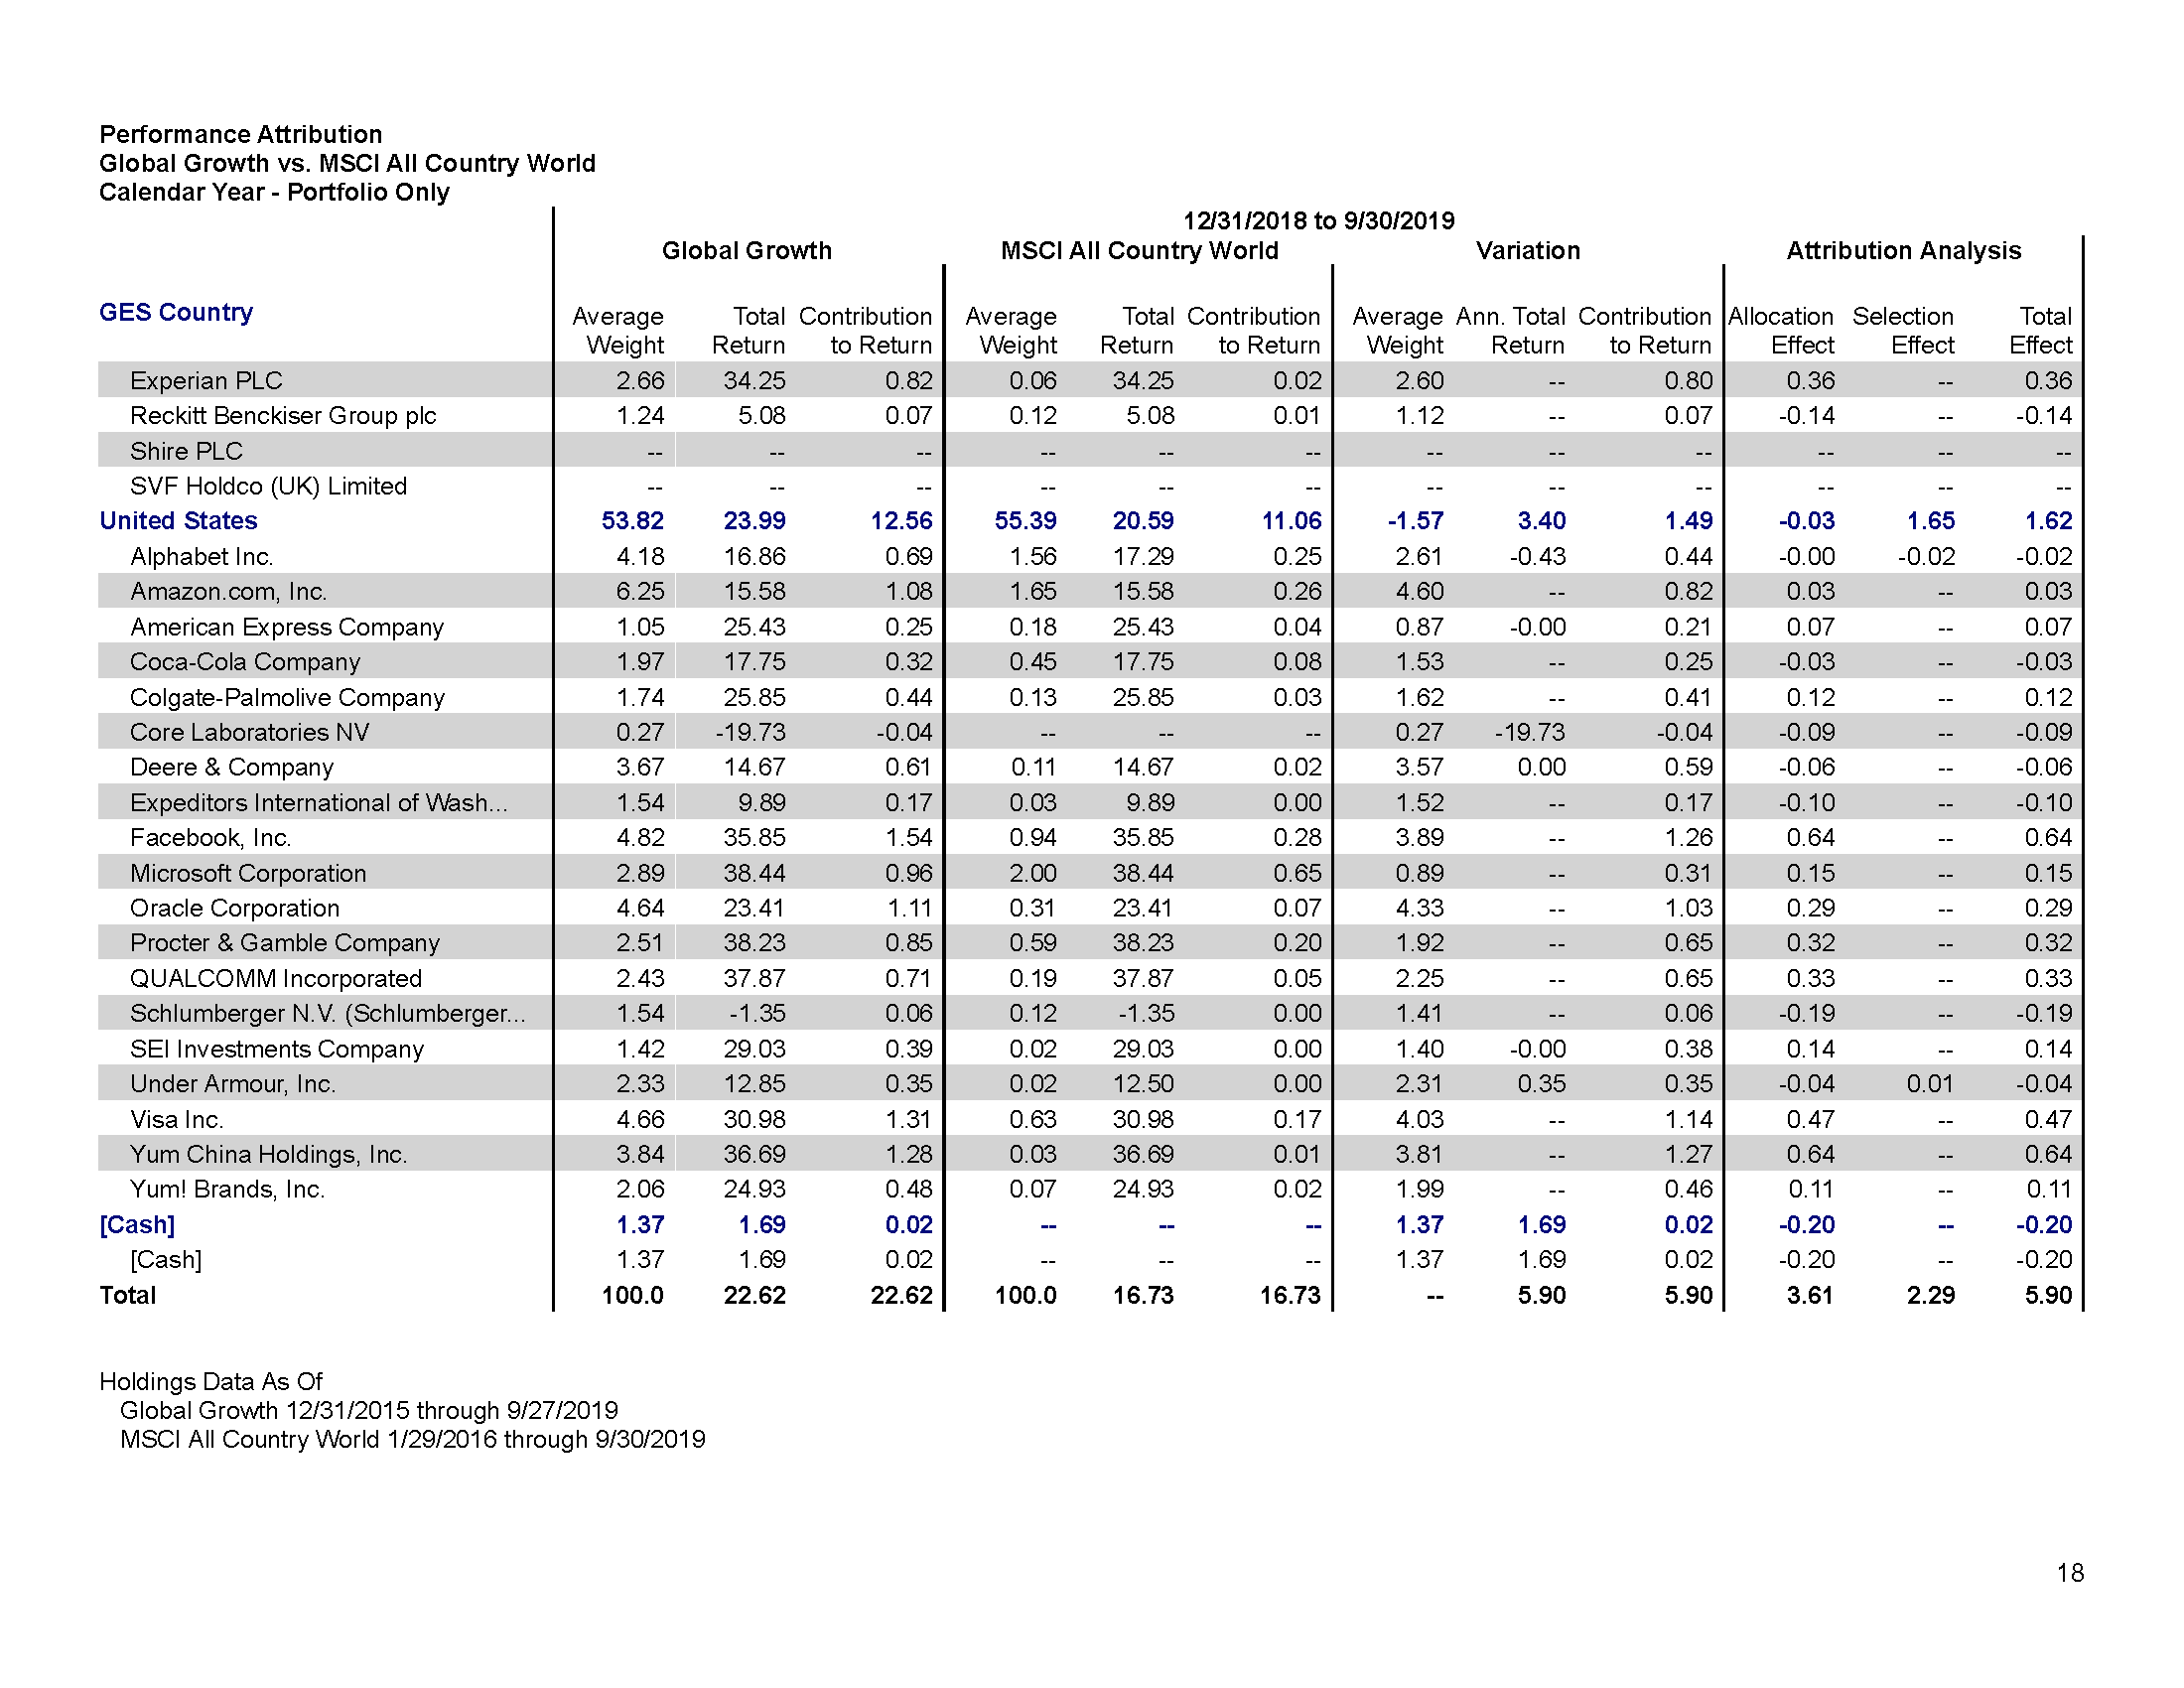 Performance Attribution
Global Growth vs. MSCI All Country World
Calendar Year - Portfolio Only
12/31/2018 to 9/30/2019
Global Growth MSCI All Country World Variation Attribution Analysis
GES Country Average Total Contribution Average Total Contribution Average Ann. Total Contribution Allocation Selection Total
Weight Return to Return Weight Return to Return Weight Return to Return Effect Effect Effect
Experian PLC 2.66 34.25 0.82 0.06 34.25 0.02 2.60 -- 0.80 0.36 -- 0.36
Reckitt Benckiser Group plc 1.24 5.08 0.07 0.12 5.08 0.01 1.12 -- 0.07 -0.14 -- -0.14
Shire PLC -- -- -- -- -- -- -- -- -- -- -- --
SVF Holdco (UK) Limited -- -- -- -- -- -- -- -- -- -- -- --
United States 53.82 23.99 12.56 55.39 20.59 11.06 -1.57 3.40 1.49 -0.03 1.65 1.62
Alphabet Inc. 4.18 16.86 0.69 1.56 17.29 0.25 2.61 -0.43 0.44 -0.00 -0.02 -0.02
Amazon.com, Inc. 6.25 15.58 1.08 1.65 15.58 0.26 4.60 -- 0.82 0.03 -- 0.03
American Express Company 1.05 25.43 0.25 0.18 25.43 0.04 0.87 -0.00 0.21 0.07 -- 0.07
Coca-Cola Company 1.97 17.75 0.32 0.45 17.75 0.08 1.53 -- 0.25 -0.03 -- -0.03
Colgate-Palmolive Company 1.74 25.85 0.44 0.13 25.85 0.03 1.62 -- 0.41 0.12 -- 0.12
Core Laboratories NV 0.27 -19.73 -0.04 -- -- -- 0.27 -19.73 -0.04 -0.09 -- -0.09
Deere & Company 3.67 14.67 0.61 0.11 14.67 0.02 3.57 0.00 0.59 -0.06 -- -0.06
Expeditors International of Wash... 1.54 9.89 0.17 0.03 9.89 0.00 1.52 -- 0.17 -0.10 -- -0.10
Facebook, Inc. 4.82 35.85 1.54 0.94 35.85 0.28 3.89 -- 1.26 0.64 -- 0.64
Microsoft Corporation 2.89 38.44 0.96 2.00 38.44 0.65 0.89 -- 0.31 0.15 -- 0.15
Oracle Corporation 4.64 23.41 1.11 0.31 23.41 0.07 4.33 -- 1.03 0.29 -- 0.29
Procter & Gamble Company 2.51 38.23 0.85 0.59 38.23 0.20 1.92 -- 0.65 0.32 -- 0.32
QUALCOMM Incorporated 2.43 37.87 0.71 0.19 37.87 0.05 2.25 -- 0.65 0.33 -- 0.33
Schlumberger N.V. (Schlumberger... 1.54 -1.35 0.06 0.12 -1.35 0.00 1.41 -- 0.06 -0.19 -- -0.19
SEI Investments Company 1.42 29.03 0.39 0.02 29.03 0.00 1.40 -0.00 0.38 0.14 -- 0.14
Under Armour, Inc. 2.33 12.85 0.35 0.02 12.50 0.00 2.31 0.35 0.35 -0.04 0.01 -0.04
Visa Inc. 4.66 30.98 1.31 0.63 30.98 0.17 4.03 -- 1.14 0.47 -- 0.47
Yum China Holdings, Inc. 3.84 36.69 1.28 0.03 36.69 0.01 3.81 -- 1.27 0.64 -- 0.64
Yum! Brands, Inc. 2.06 24.93 0.48 0.07 24.93 0.02 1.99 -- 0.46 0.11 -- 0.11
[Cash] 1.37 1.69 0.02 -- -- -- 1.37 1.69 0.02 -0.20 -- -0.20
[Cash] 1.37 1.69 0.02 -- -- -- 1.37 1.69 0.02 -0.20 -- -0.20
Total 100.0 22.62 22.62 100.0 16.73 16.73 -- 5.90 5.90 3.61 2.29 5.90
Holdings Data As Of
Global Growth 12/31/2015 through 9/27/2019
MSCI All Country World 1/29/2016 through 9/30/2019
18